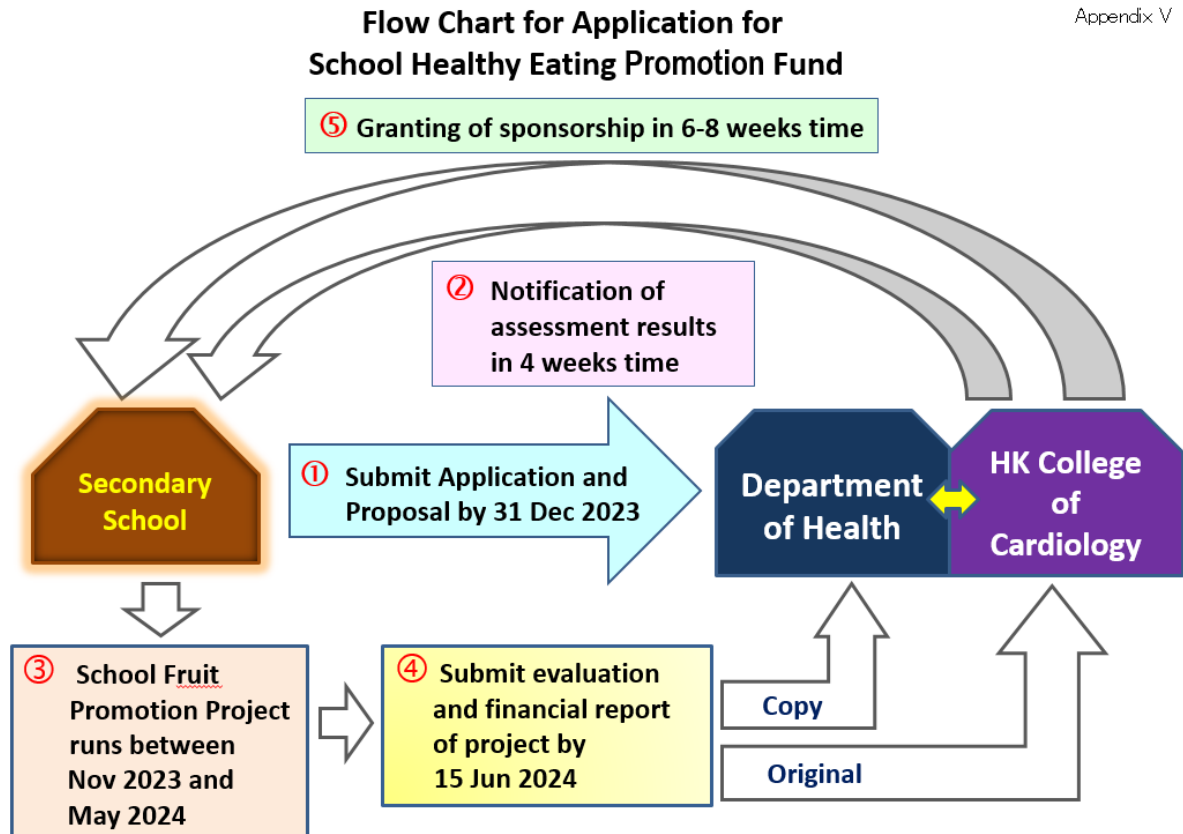 Appendix V
Flow Chart for Application for
School Healthy Eating Promotion Fund
⑤ Granting of sponsorship in 6-8 weeks time
② Notification of
assessment results
in 4 weeks time
Secondary
School
① Submit Application and
Proposal by 31 Dec 2023
Department
of Health
HK College
of
Cardiology
③ School Fruit
Promotion Project
runs between
Nov 2023 and
May 2024
④ Submit evaluation
and financial report
of project by
15 Jun 2024
Copy
Original